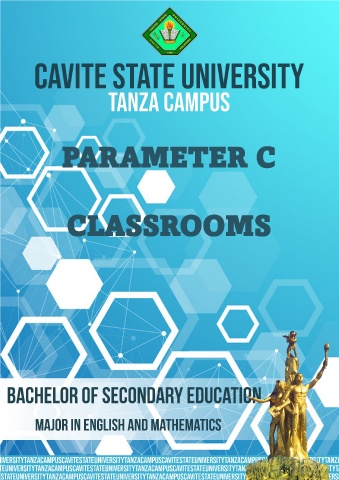 CAVITE STATE UNIVERSITY
TANZA CAMPUS
PARAMETER C
CLASSROOMS
BACHELOR OF SECONDARY EDUCATION
MAJOR IN ENGLISH AND MATHEMATICS